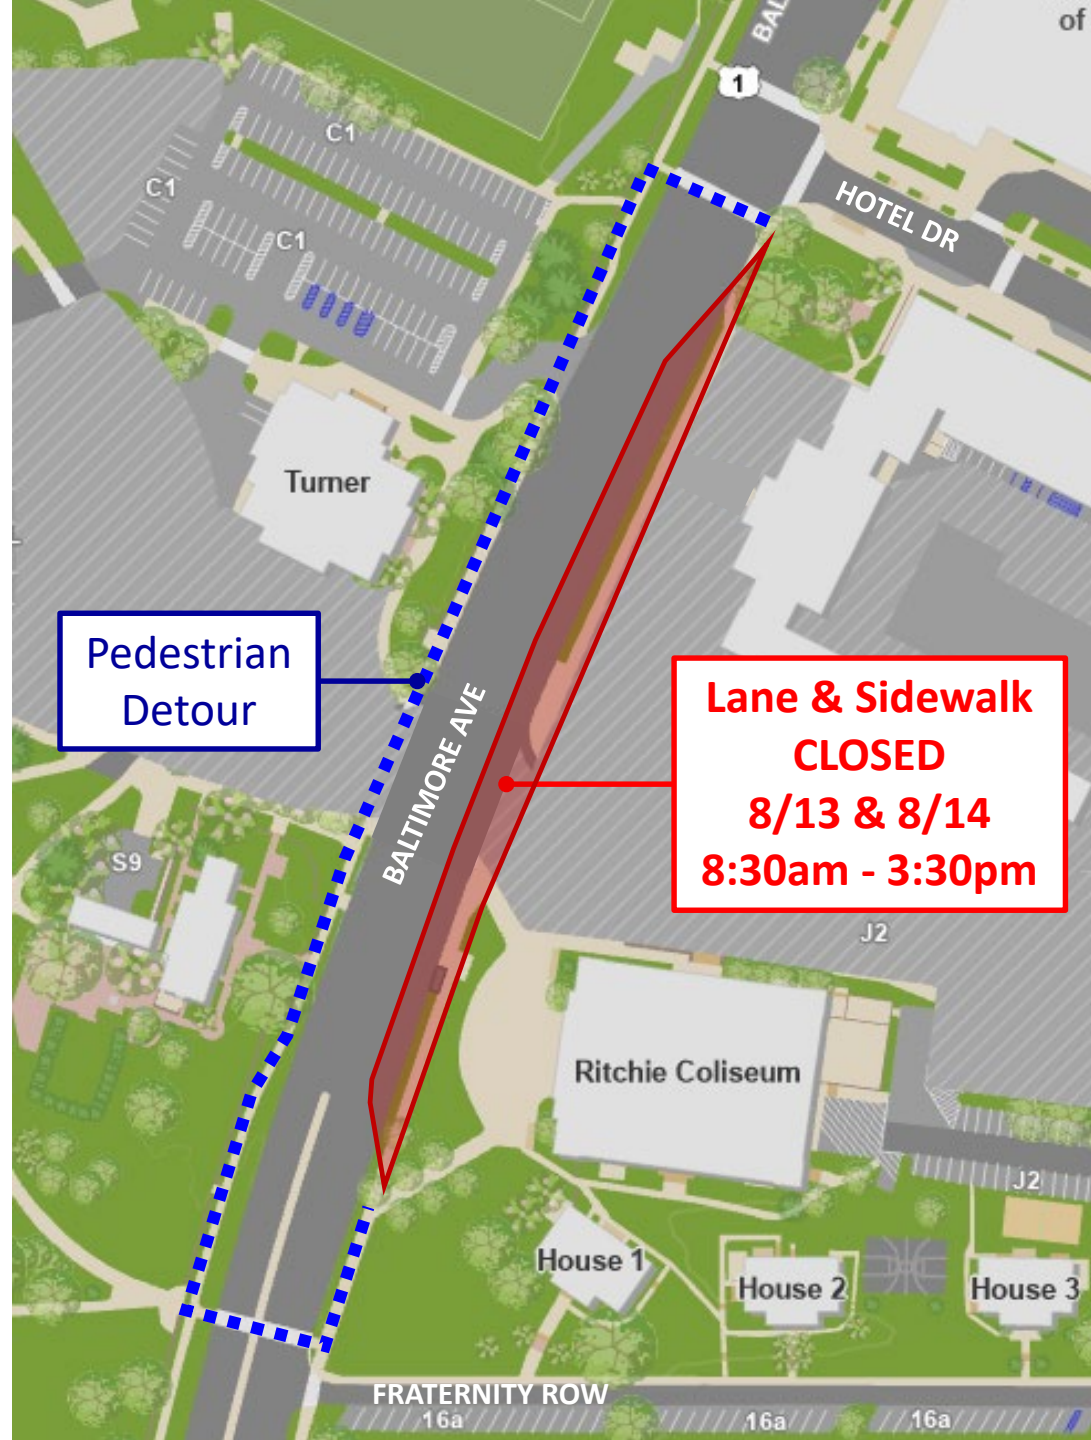 of
BAL
1
C1
C1
C1
HOTEL DR
Turner
Pedestrian
Detour
BALTIMORE AVE
Lane & Sidewalk
CLOSED
8/13 & 8/14
8:30am - 3:30pm
S9
J2
Ritchie Coliseum
J2
House 1
House 2
House 3
FRATERNITY ROW
16a
16a
16a